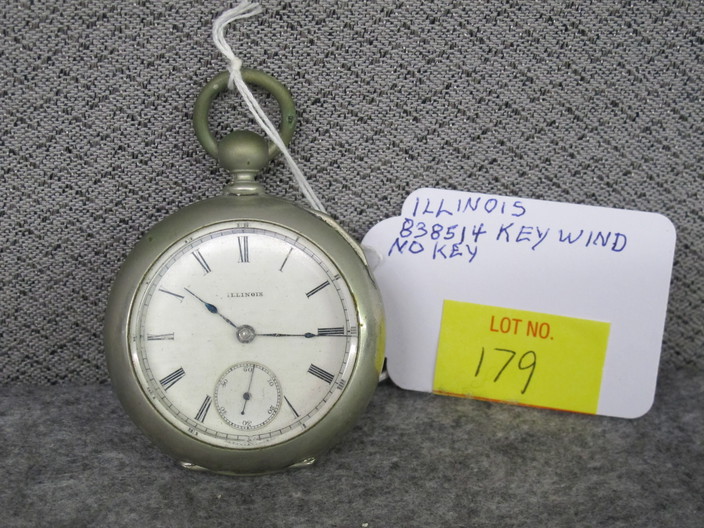 ILLINOIS
ILLINOIS
838514 KEY WIND
NO KEY
LOT NO.
179